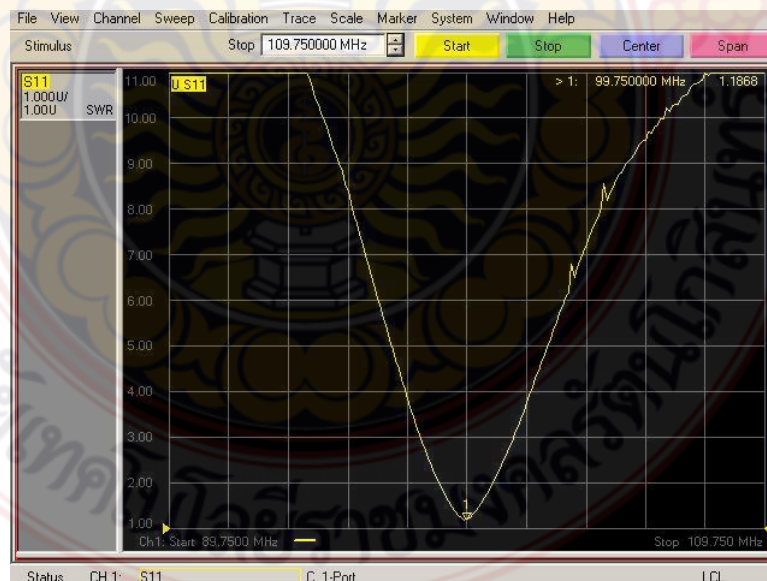 File View Channel Sweep Calibration Trace Scale Marker System Window Help
Stimulus Stop 109.750000 MHz Start Stop Center Span
S11
1.000U/
1.00U SWR
U S11
> 1: 99.750000 MHz 1.1868
11.00
10.00
9.00
8.00
7.00
6.00
5.00
4.00
3.00
2.00
1.00
1
Ch1: Start 89.7500 MHz
Stop 109.750 MHz
Status CH 1: S11 C 1-Port LCL